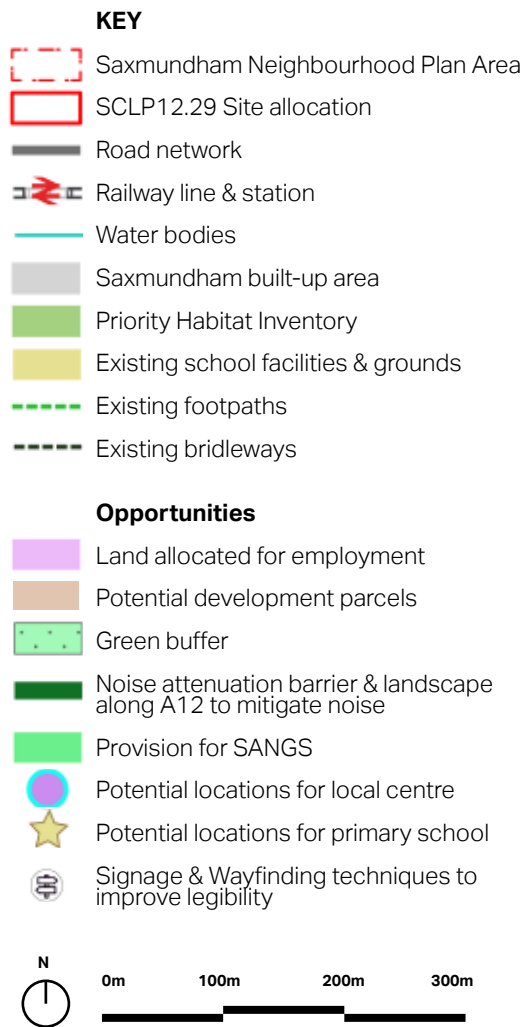 KEY
Saxmundham Neighbourhood Plan Area
SCLP12.29 Site allocation
Road network
Railway line & station
Water bodies
Saxmundham built-up area
Priority Habitat Inventory
Existing school facilities & grounds
Existing footpaths
Existing bridleways
Opportunities
Land allocated for employment
Potential development parcels
Green buffer
Noise attenuation barrier & landscape
along A12 to mitigate noise
Provision for SANGS
Potential locations for local centre
Potential locations for primary school
Signage & Wayfinding techniques to
improve legibility
N
0m 100m 200m 300m